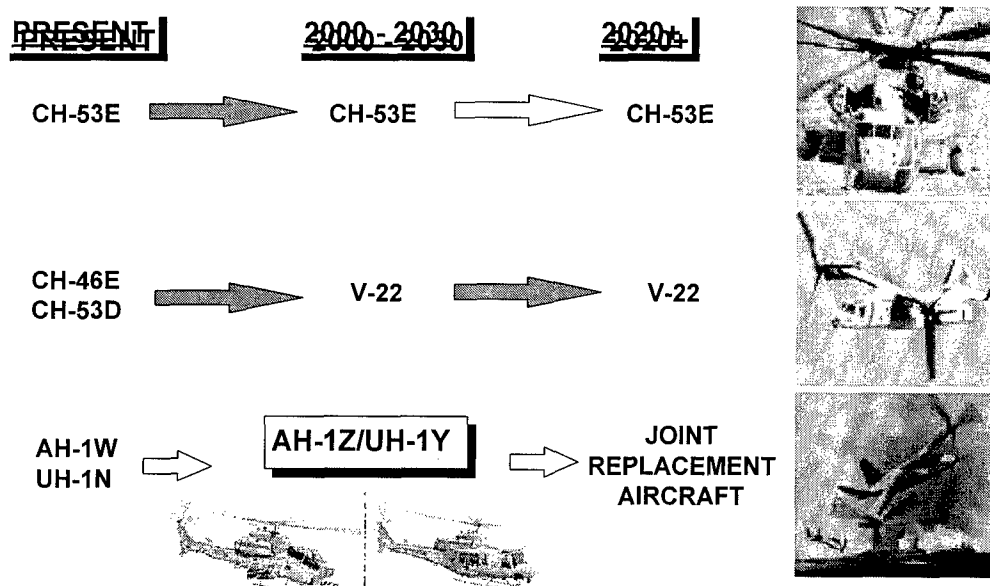 PRESENT 2000 - 2030 2020+
CH-53E CH-53E CH-53E
CH-46E
CH-53D
V-22 V-22
AH-1W
UH-1N
AH-1Z/UH-1Y
JOINT
REPLACEMENT
AIRCRAFT